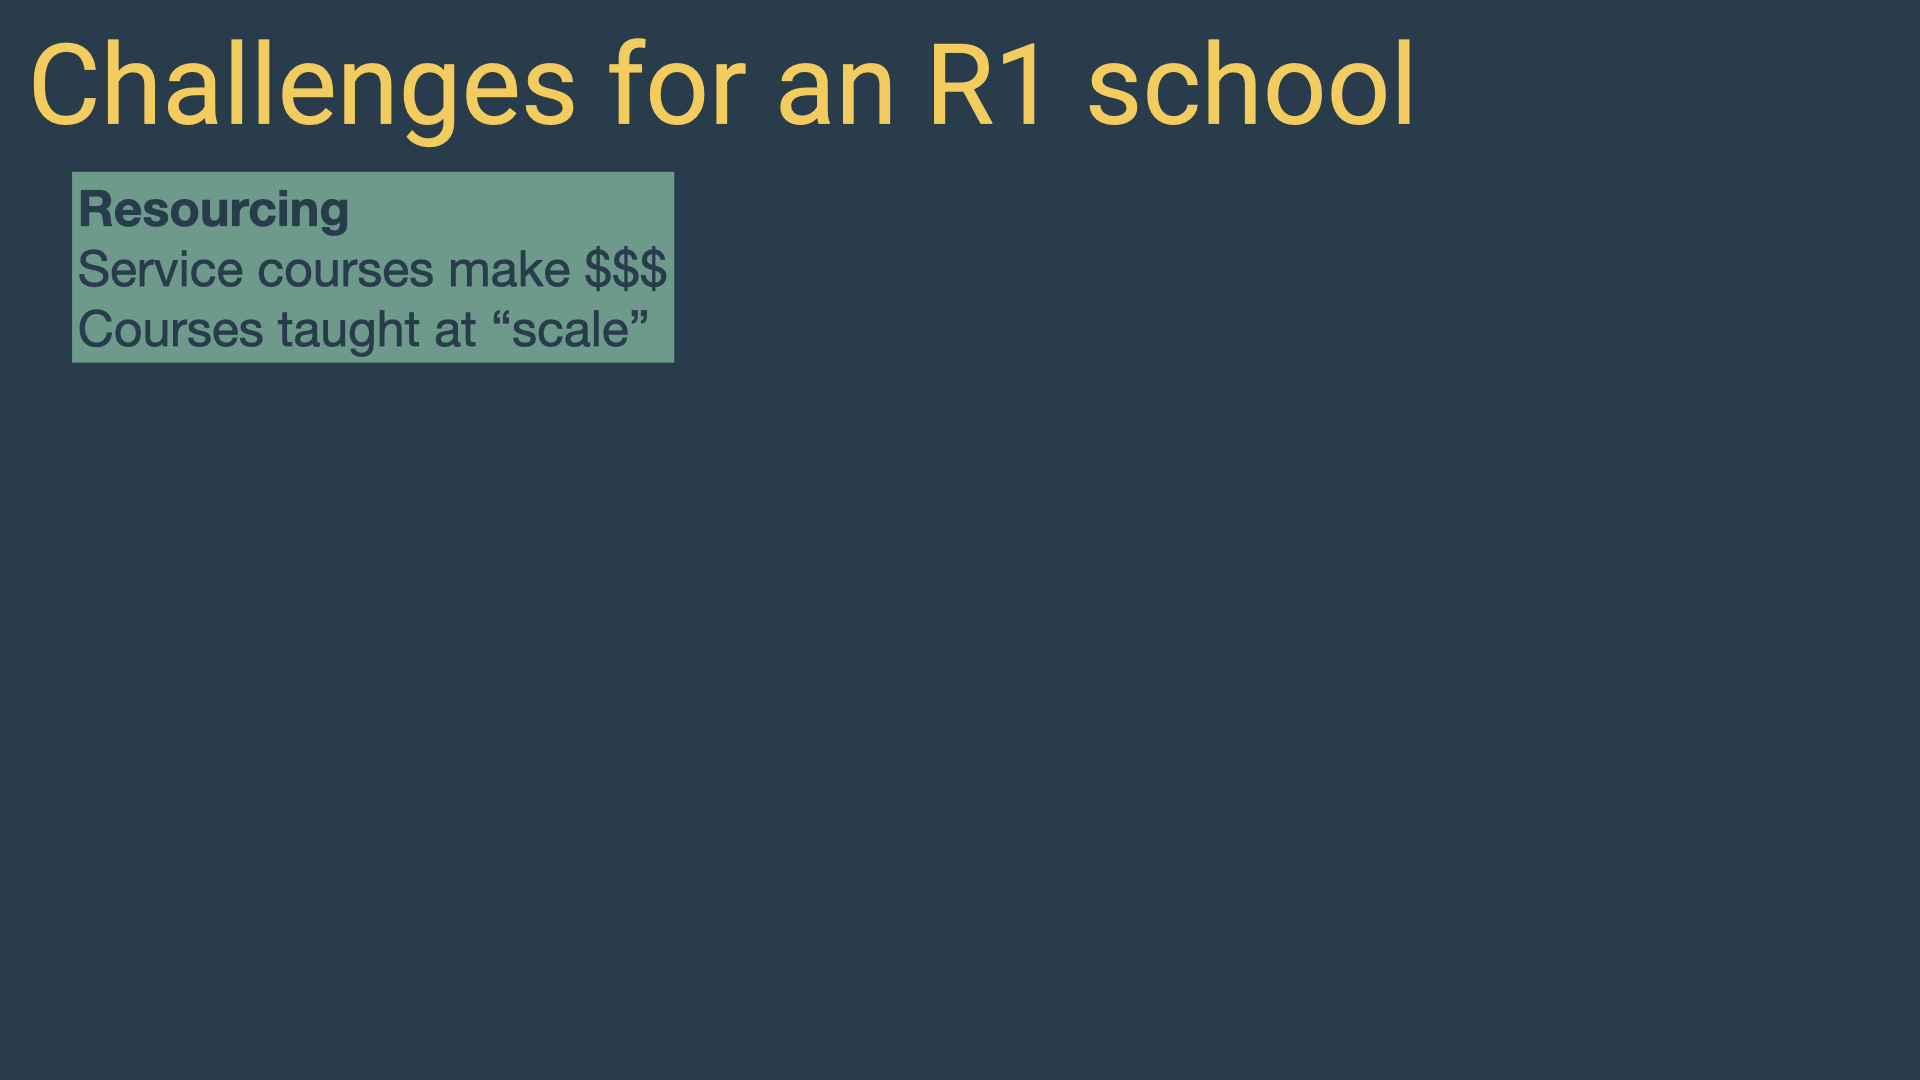 Challenges for an R1 school
Resourcing
Service courses make $$$
Courses taught at “scale”